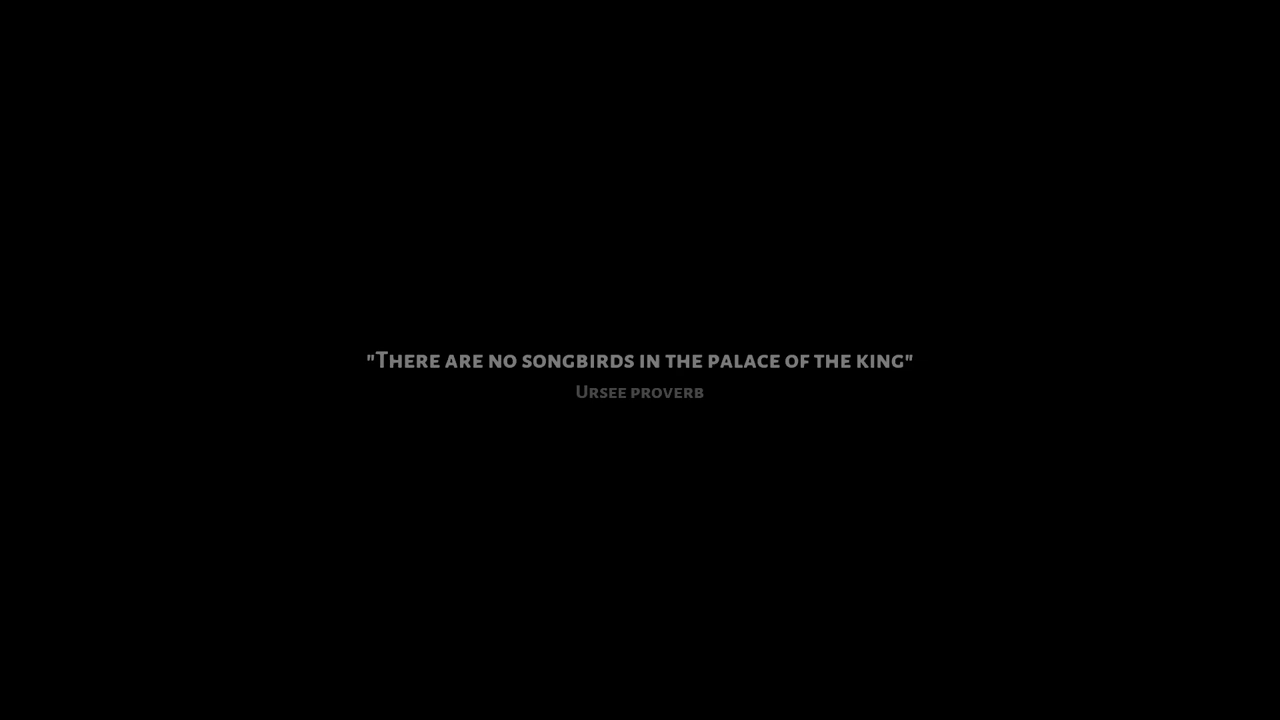 "There are no songbirds in the palace of the king"
Ursee proverb